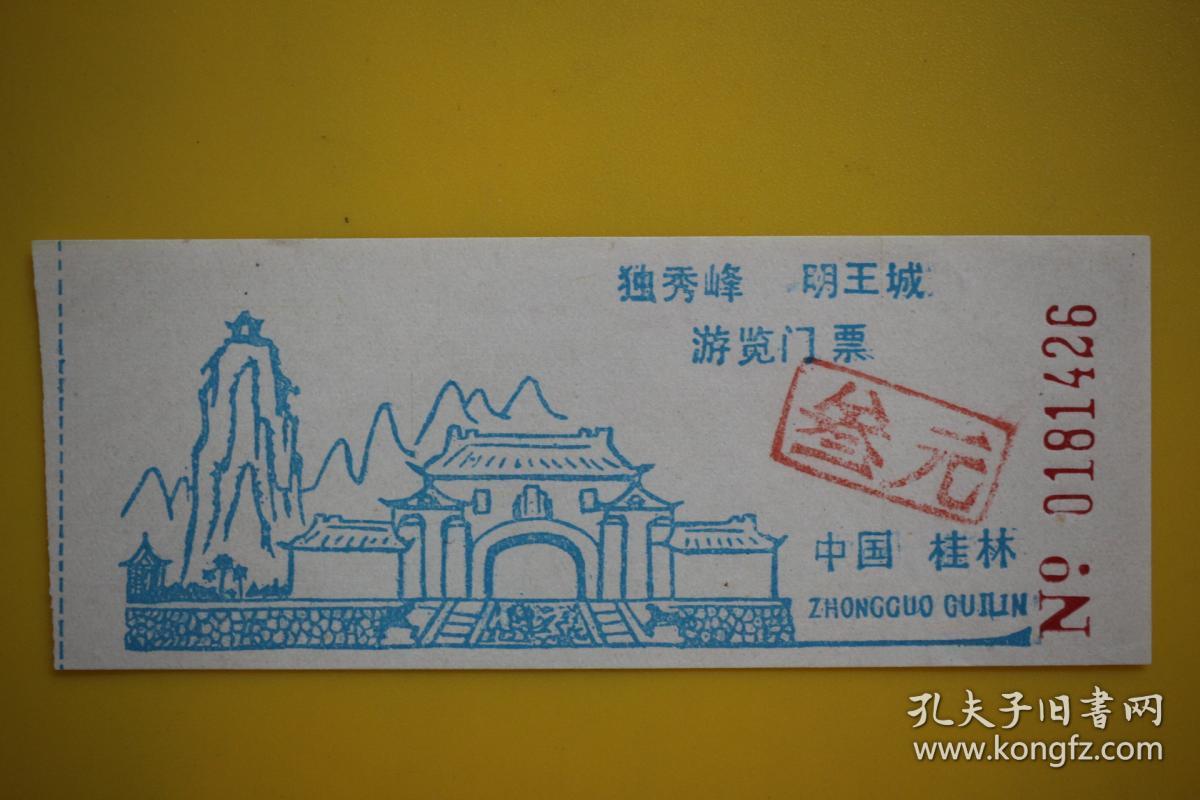 独秀峰 明王城
游览门票
叁元
中国 桂林
ZHONGGUO GUILIN
No 0181426
孔夫子旧書网
www.kongfz.com